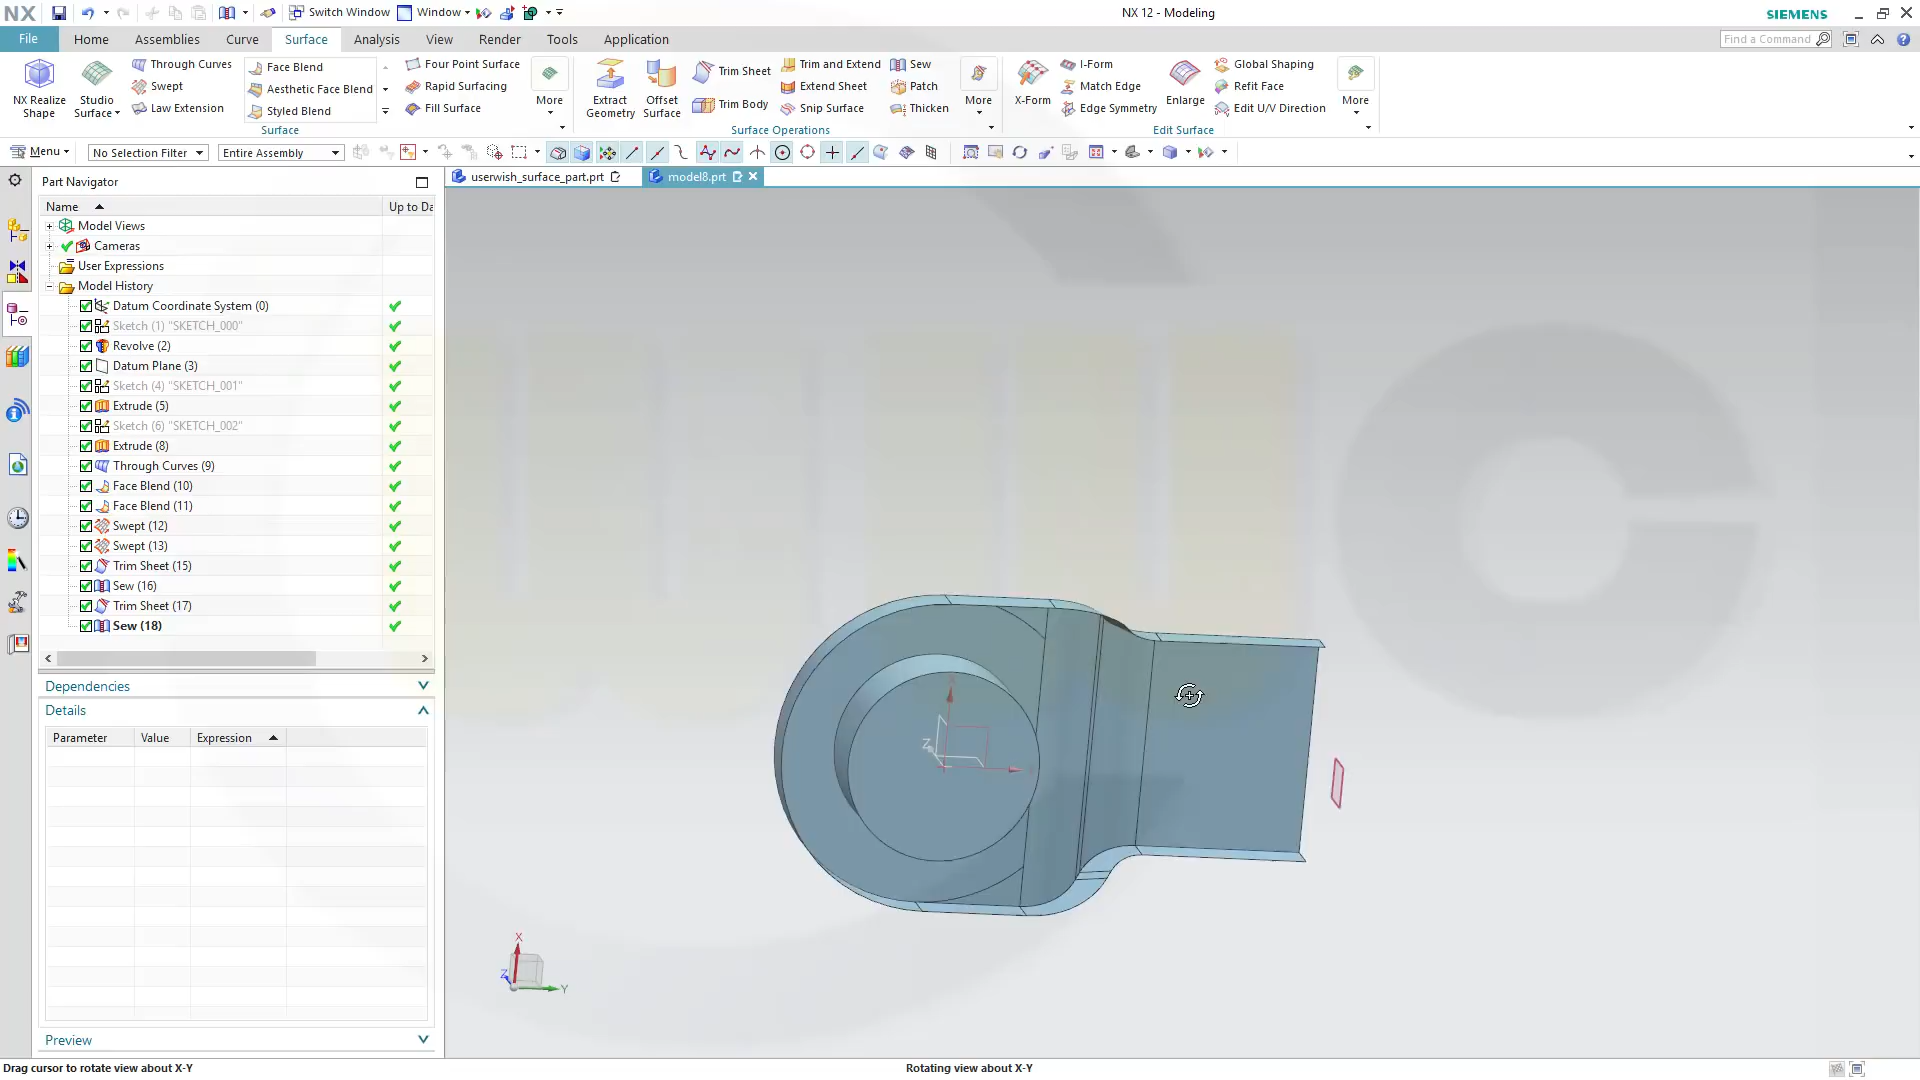 NX
Switch Window
Window
NX 12 - Modeling
SIEMENS
File
Home
Assemblies
Curve
Surface
Analysis
View
Render
Tools
Application
Find a Command
NX Realize Shape
Studio Surface
Through Curves
Swept
Law Extension
Face Blend
Aesthetic Face Blend
Styled Blend
Four Point Surface
Rapid Surfacing
Fill Surface
More
Surface
Extract Geometry
Offset Surface
Trim Sheet
Trim Body
Trim and Extend
Extend Sheet
Snip Surface
Sew
Patch
Thicken
More
Surface Operations
X-Form
I-Form
Match Edge
Edge Symmetry
Enlarge
Global Shaping
Refit Face
Edit U/V Direction
More
Edit Surface
Menu
No Selection Filter
Entire Assembly
Part Navigator
userwish_surface_part.prt
model8.prt
Name
Up to Da
Model Views
Cameras
User Expressions
Model History
Datum Coordinate System (0)
Sketch (1) "SKETCH_000"
Revolve (2)
Datum Plane (3)
Sketch (4) "SKETCH_001"
Extrude (5)
Sketch (6) "SKETCH_002"
Extrude (8)
Through Curves (9)
Face Blend (10)
Face Blend (11)
Swept (12)
Swept (13)
Trim Sheet (15)
Sew (16)
Trim Sheet (17)
Sew (18)
Dependencies
Details
Parameter
Value
Expression
Preview
X
Z
X
Z
Y
Drag cursor to rotate view about X-Y
Rotating view about X-Y